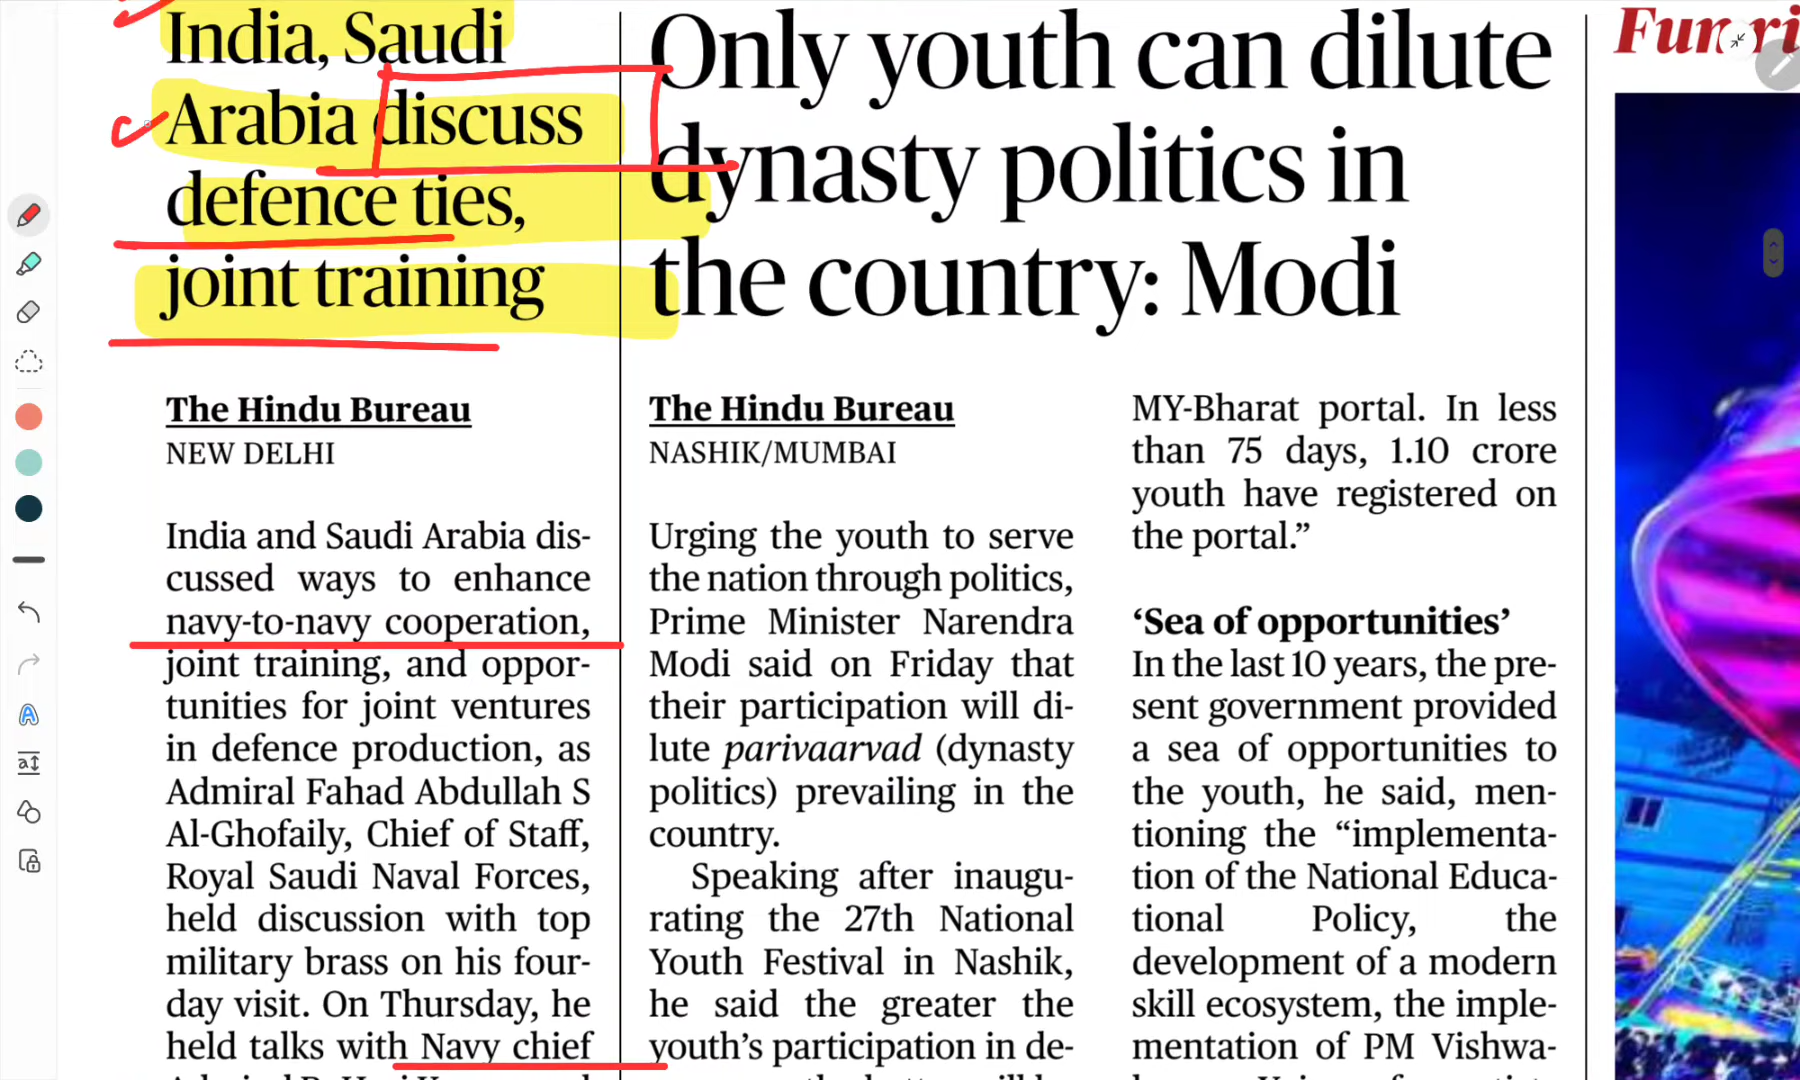 India, Saudi
Arabia discuss
defence ties,
joint training
The Hindu Bureau
NEW DELHI
India and Saudi Arabia dis-
cussed ways to enhance
navy-to-navy cooperation,
joint training, and oppor-
tunities for joint ventures
in defence production, as
Admiral Fahad Abdullah S
Al-Ghofaily, Chief of Staff,
Royal Saudi Naval Forces,
held discussion with top
military brass on his four-
day visit. On Thursday, he
held talks with Navy chief
Only youth can dilute
dynasty politics in
the country: Modi
The Hindu Bureau
NASHIK/MUMBAI
Urging the youth to serve
the nation through politics,
Prime Minister Narendra
Modi said on Friday that
their participation will di-
lute parivaarvad (dynasty
politics) prevailing in the
country.
Speaking after inaugu-
rating the 27th National
Youth Festival in Nashik,
he said the greater the
youth's participation in de-
MY-Bharat portal. In less
than 75 days, 1.10 crore
youth have registered on
the portal.”
‘Sea of opportunities’
In the last 10 years, the pre-
sent government provided
a sea of opportunities to
the youth, he said, men-
tioning the “implementa-
tion of the National Educa-
tional Policy, the
development of a modern
skill ecosystem, the imple-
mentation of PM Vishwa-